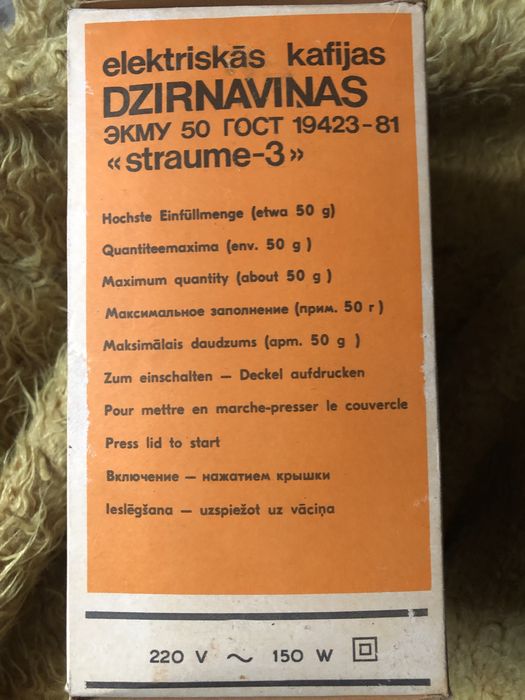 elektriskās kafijas
DZIRNAVIŅAS
ЭКМУ 50 ГОСТ 19423-81
«straume-3»
Hochste Einfüllmenge (etwa 50 g)
Quantiteemaxima (env. 50 g )
Maximum quantity (about 50 g )
Максимальное заполнение (прим. 50 г )
Maksimālais daudzums (apm. 50 g )
Zum einschalten — Deckel aufdrucken
Pour mettre en marche-presser le couvercle
Press lid to start
Включение — нажатием крышки
Ieslēgšana — uzspiežot uz vāciņa
220 V ~ 150 W